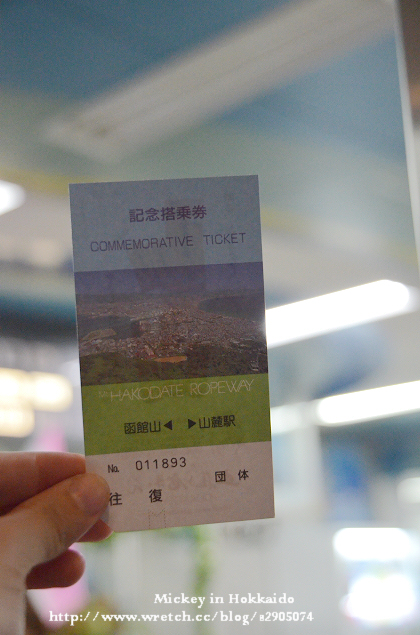 記念搭乗券
COMMEMORATIVE TICKET
Mt. HAKODATE ROPEWAY
函館山◀ ▶山麓駅
No. 011893
団体
往復
Mickey in Hokkaido
http://www.wretch.cc/blog/s2905074